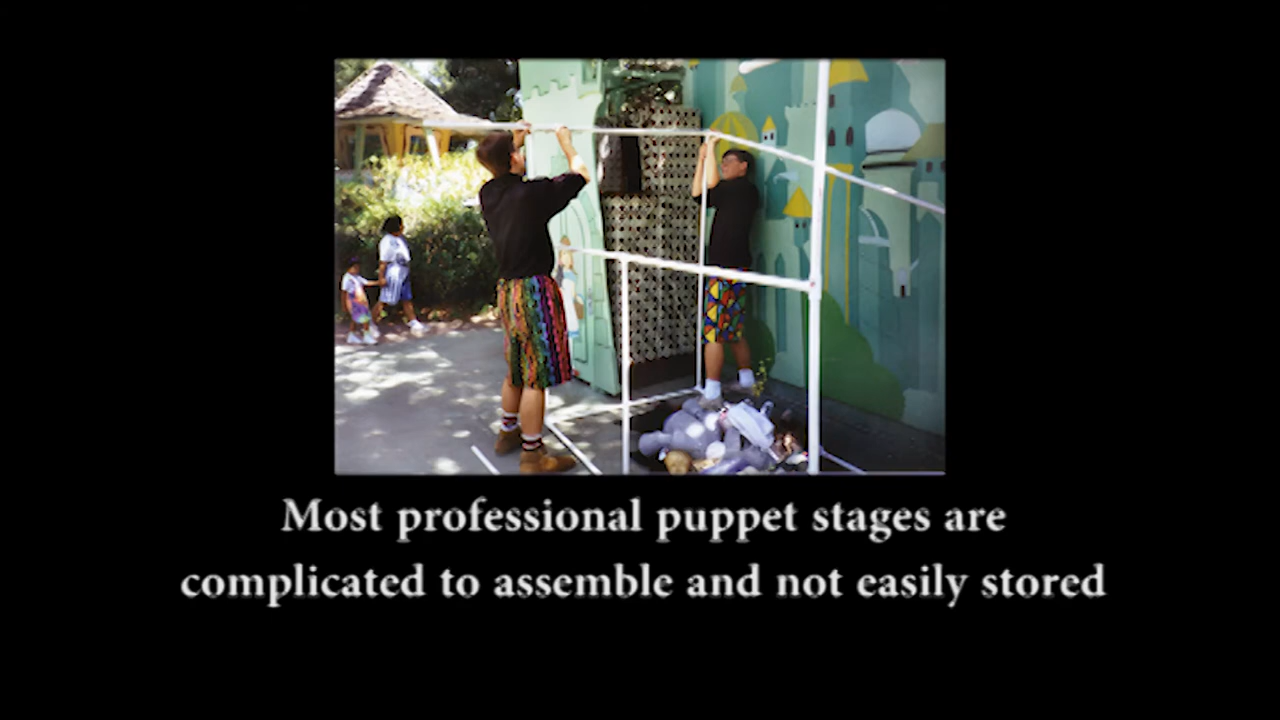 Most professional puppet stages are
complicated to assemble and not easily stored